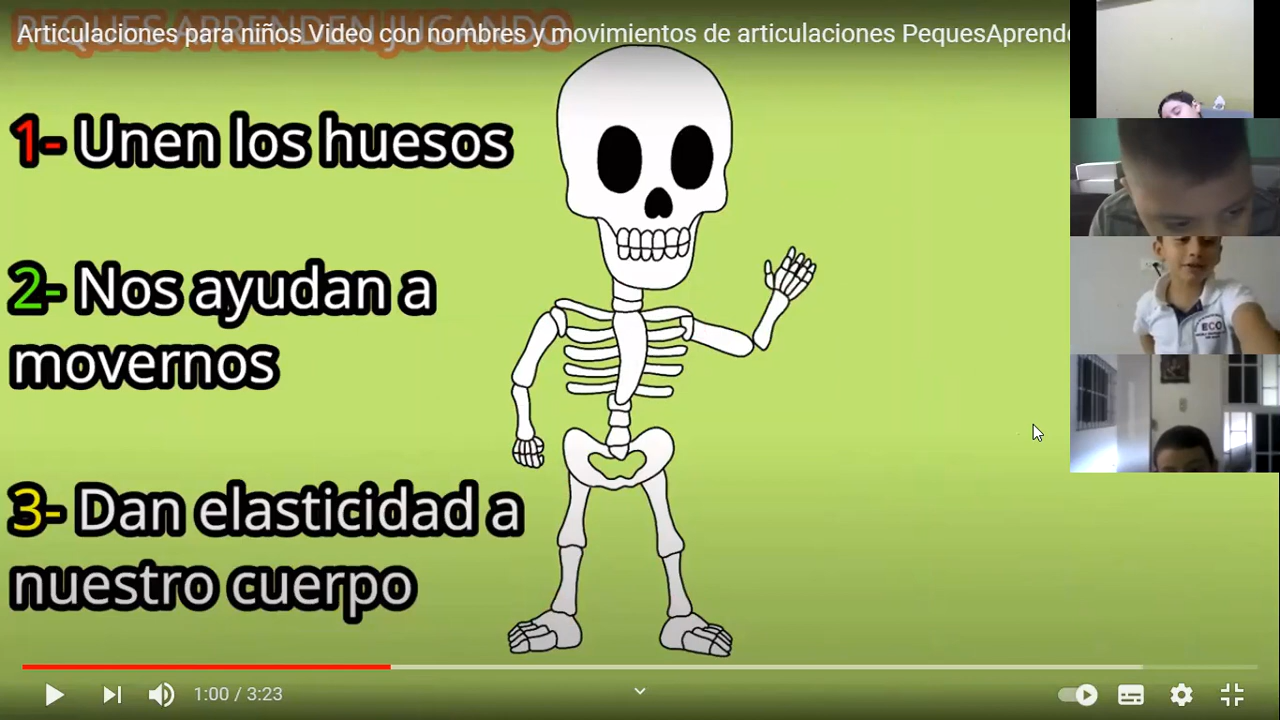 PEQUES APRENDEN JUGANDO
Articulaciones para niños Video con nombres y movimientos de articulaciones PequesAprende
1- Unen los huesos
2- Nos ayudan a
movernos
3- Dan elasticidad a
nuestro cuerpo
ECO
1:00 / 3:23